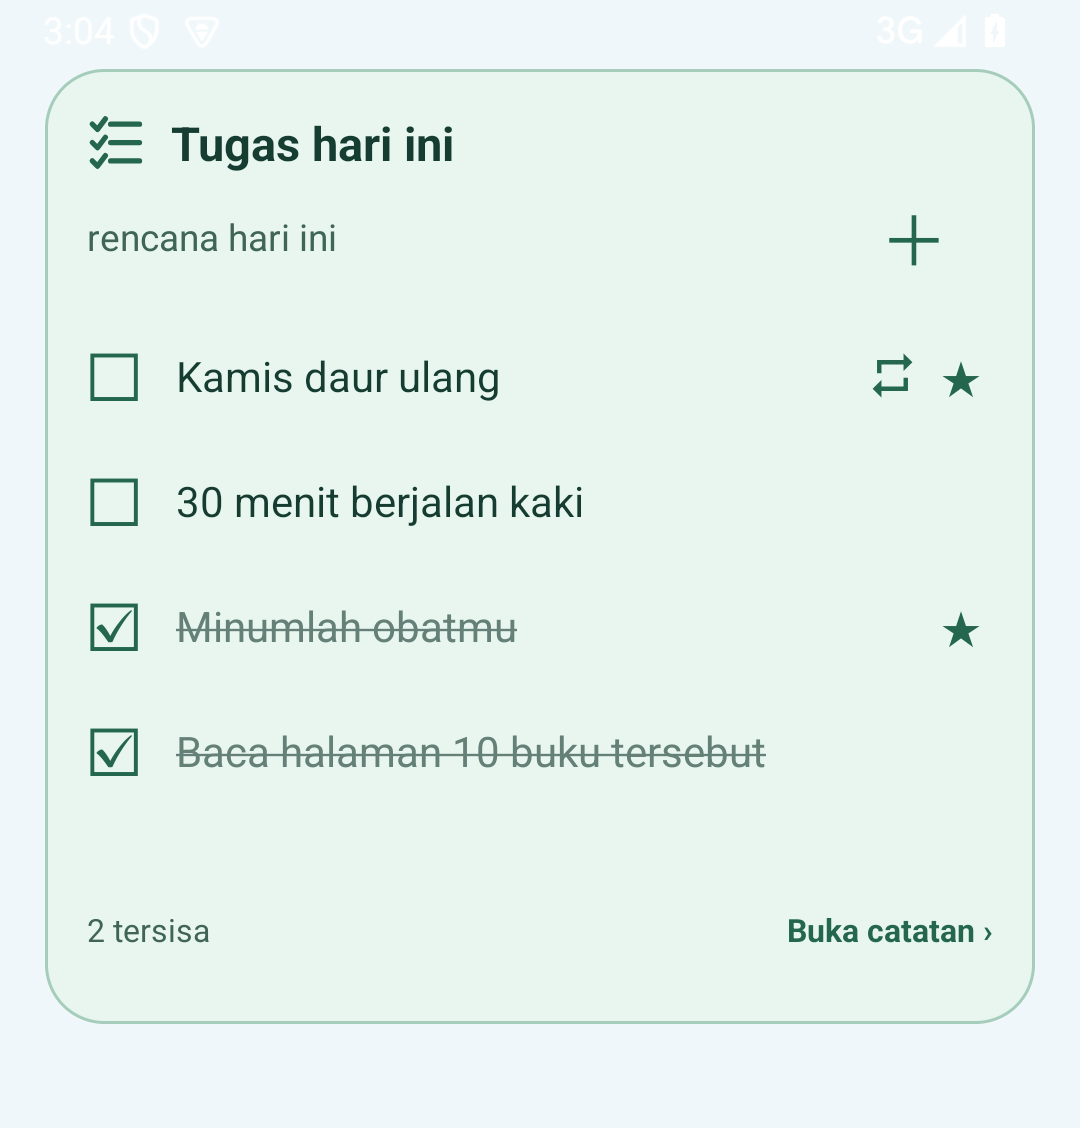 3:04 3G
Tugas hari ini
rencana hari ini
Kamis daur ulang
30 menit berjalan kaki
Minumlah obatmu
Baca halaman 10 buku tersebut
2 tersisa
Buka catatan ›